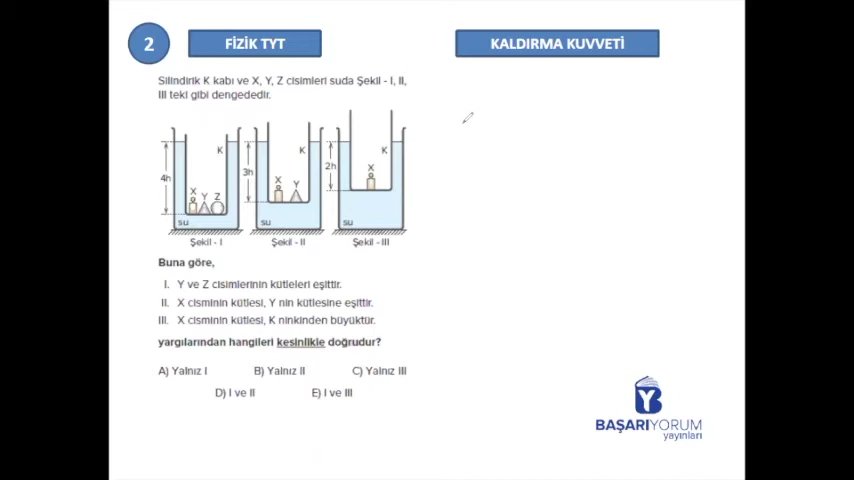 2
FİZİK TYT
KALDIRMA KUVVETİ
Silindirik K kabı ve X, Y, Z cisimleri suda Şekil - I, II,
III teki gibi dengededir.
4h
K
X
Y
Z
su
Şekil - I
3h
K
X
Y
su
Şekil - II
2h
K
X
su
Şekil - III
Buna göre,
I. Y ve Z cisimlerinin kütleleri eşittir.
II. X cisminin kütlesi, Y nin kütlesine eşittir.
III. X cisminin kütlesi, K ninkinden büyüktür.
yargılarından hangileri kesinlikle doğrudur?
A) Yalnız I B) Yalnız II C) Yalnız III
D) I ve II E) I ve III
BY
BAŞARIYORUM
yayınları